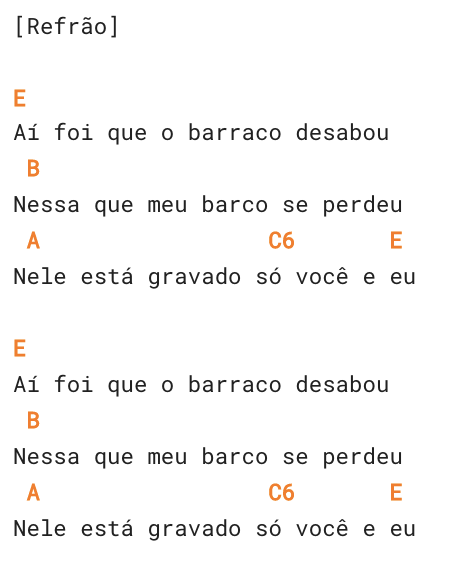 [Refrão]
E
Aí foi que o barraco desabou
B
Nessa que meu barco se perdeu
A C6 E
Nele está gravado só você e eu
E
Aí foi que o barraco desabou
B
Nessa que meu barco se perdeu
A C6 E
Nele está gravado só você e eu